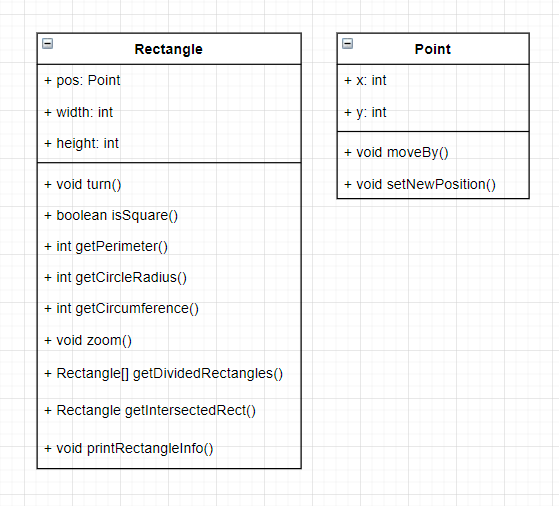 Rectangle
+ pos: Point
+ width: int
+ height: int
+ void turn()
+ boolean isSquare()
+ int getPerimeter()
+ int getCircleRadius()
+ int getCircumference()
+ void zoom()
+ Rectangle[] getDividedRectangles()
+ Rectangle getIntersectedRect()
+ void printRectangleInfo()
Point
+ x: int
+ y: int
+ void moveBy()
+ void setNewPosition()